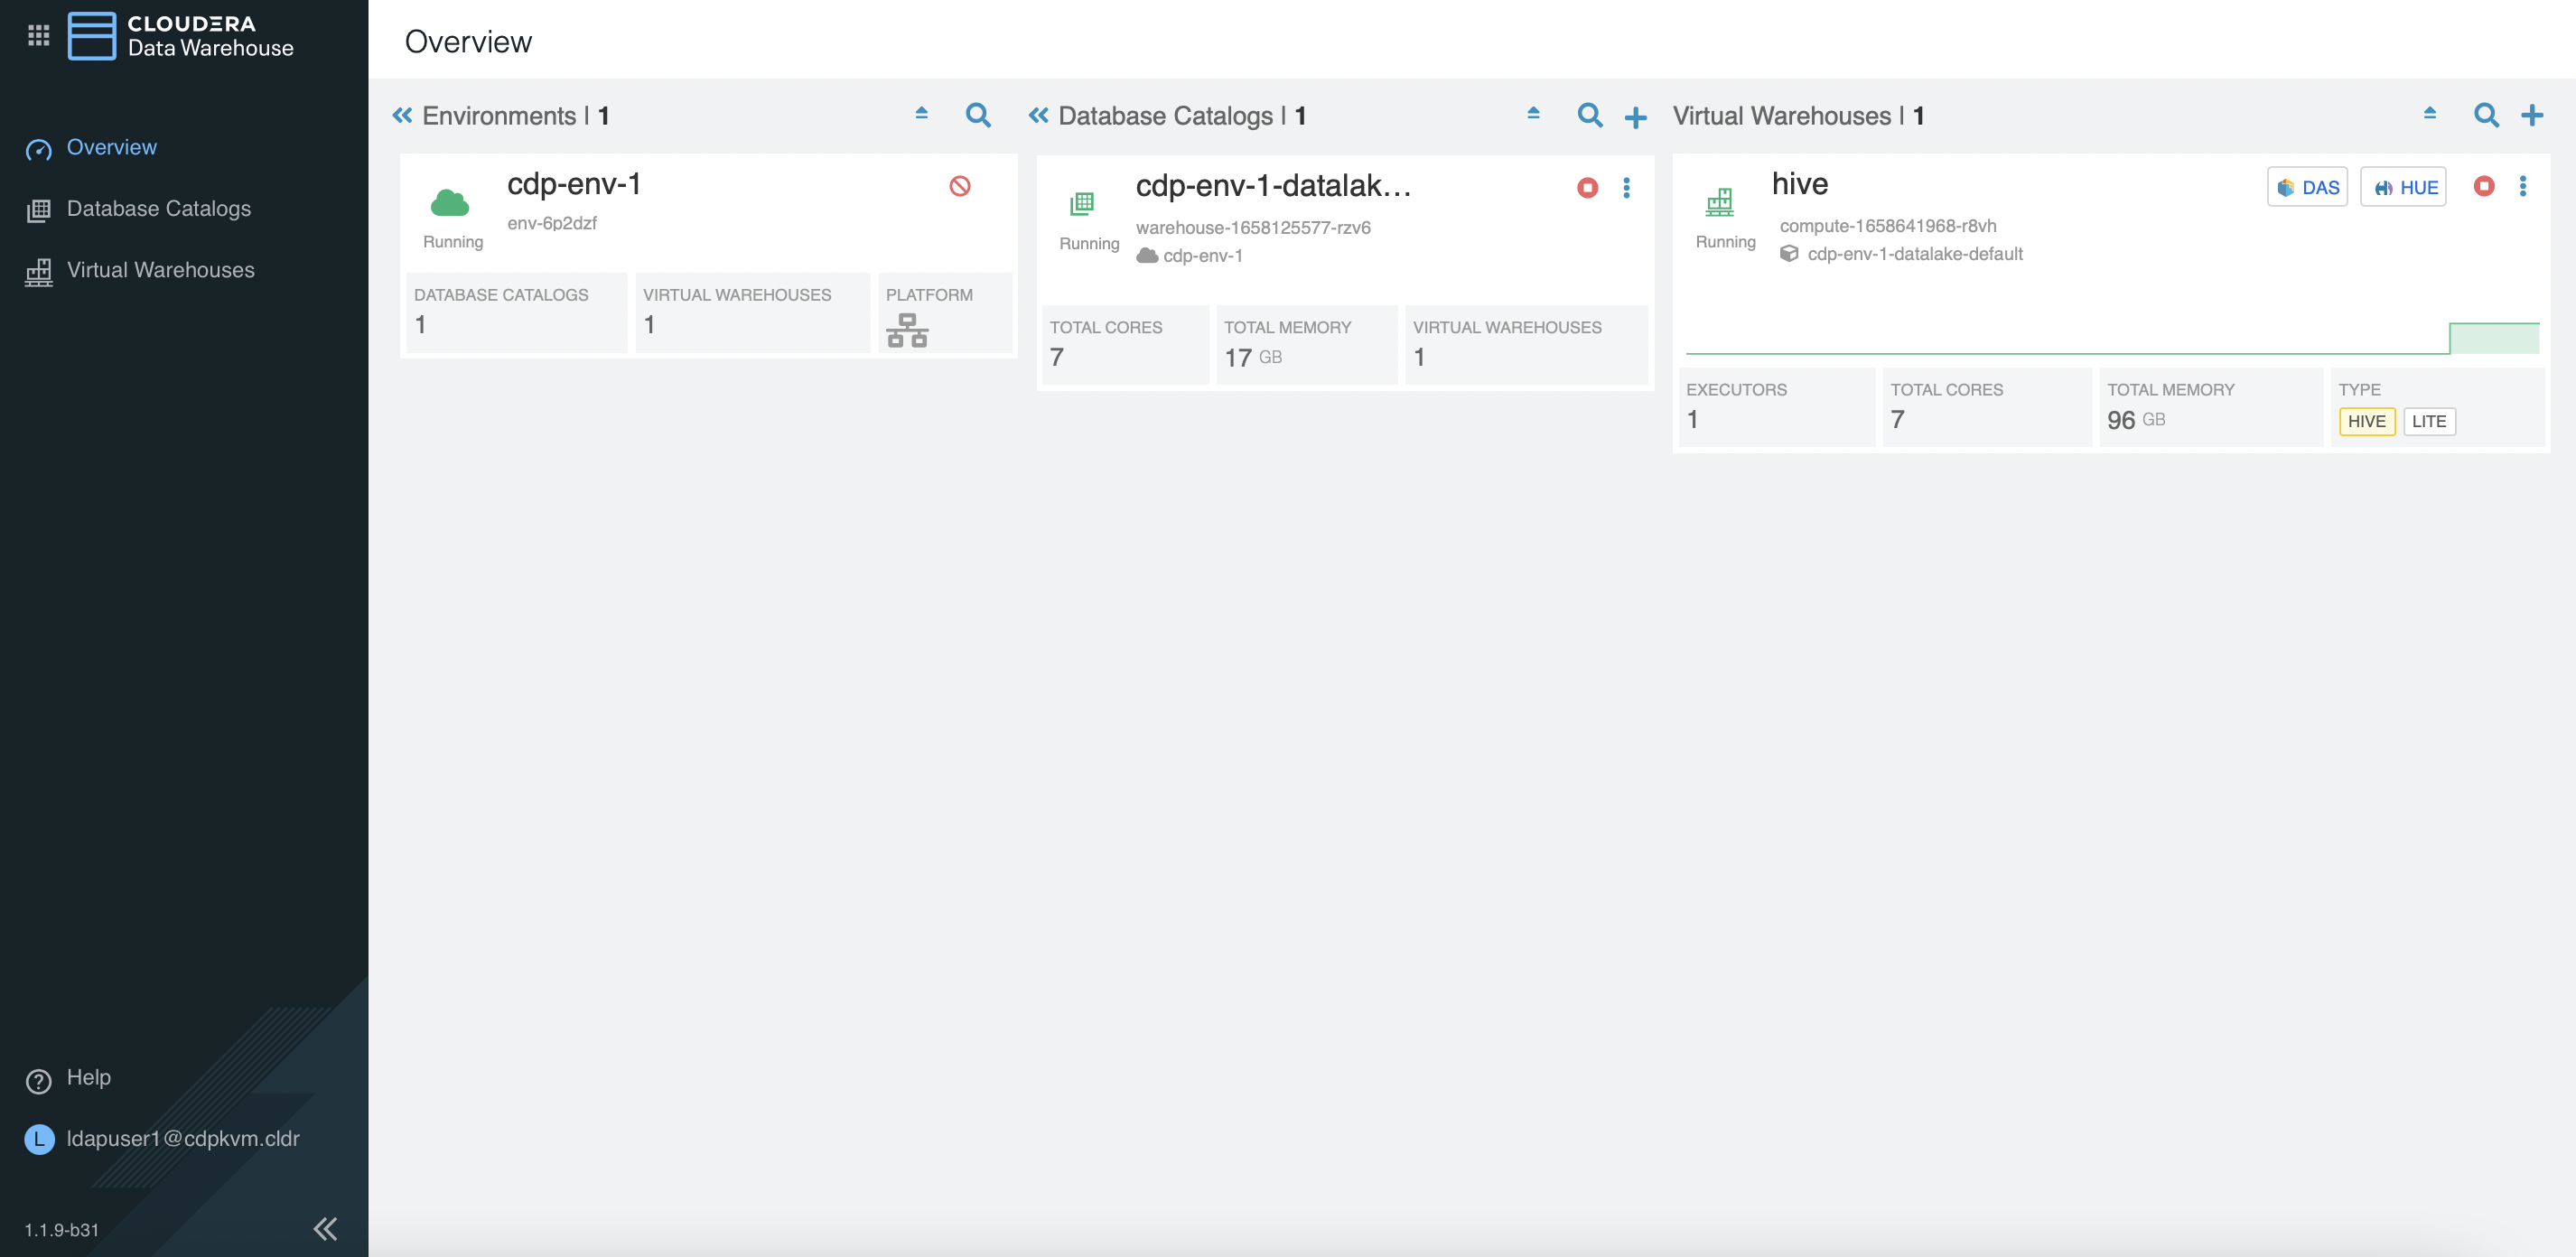 CLOUDERA
Data Warehouse
Overview
Database Catalogs
Virtual Warehouses
Help
L ldapuser1@cdpkvm.cldr
1.1.9-b31
Overview
Environments | 1
cdp-env-1
env-6p2dzf
Running
DATABASE CATALOGS
1
VIRTUAL WAREHOUSES
1
PLATFORM
Database Catalogs | 1
cdp-env-1-datalak...
warehouse-1658125577-rzv6
Running
cdp-env-1
TOTAL CORES
7
TOTAL MEMORY
17 GB
VIRTUAL WAREHOUSES
1
Virtual Warehouses | 1
hive
DAS
HUE
compute-1658641968-r8vh
Running
cdp-env-1-datalake-default
EXECUTORS
1
TOTAL CORES
7
TOTAL MEMORY
96 GB
TYPE
HIVE LITE